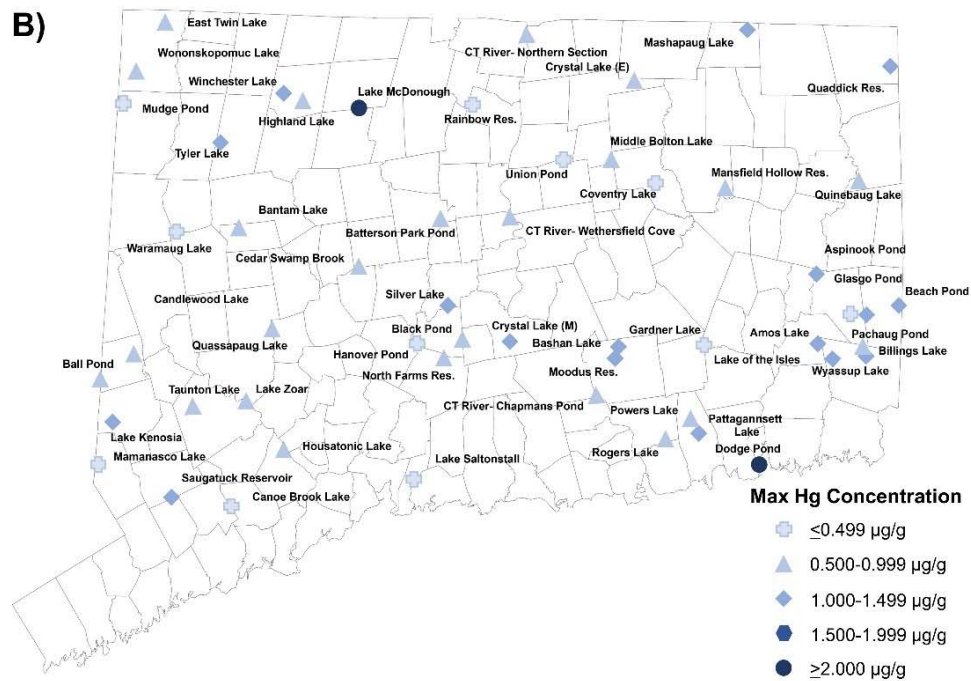 B)
East Twin Lake
Wononskopomuc Lake
Winchester Lake
Mudge Pond
Highland Lake
Lake McDonough
Tyler Lake
CT River- Northern Section
Crystal Lake (E)
Mashapaug Lake
Quaddick Res.
Rainbow Res.
Union Pond
Middle Bolton Lake
Coventry Lake
Mansfield Hollow Res.
Quinebaug Lake
Bantam Lake
Waramaug Lake
Batterson Park Pond
CT River- Wethersfield Cove
Cedar Swamp Brook
Aspinook Pond
Glasgo Pond
Beach Pond
Candlewood Lake
Silver Lake
Quassapaug Lake
Black Pond
Crystal Lake (M)
Hanover Pond
Bashan Lake
Gardner Lake
Amos Lake
Pachaug Pond
Billings Lake
Ball Pond
North Farms Res.
Moodus Res.
Lake of the Isles
Wyassup Lake
Taunton Lake
Lake Zoar
CT River- Chapmans Pond
Powers Lake
Pattagannsett
Lake
Lake Kenosia
Housatonic Lake
Rogers Lake
Dodge Pond
Mamanasco Lake
Lake Saltonstall
Saugatuck Reservoir
Canoe Brook Lake
Max Hg Concentration
≤0.499 µg/g
0.500-0.999 µg/g
1.000-1.499 µg/g
1.500-1.999 µg/g
≥2.000 µg/g